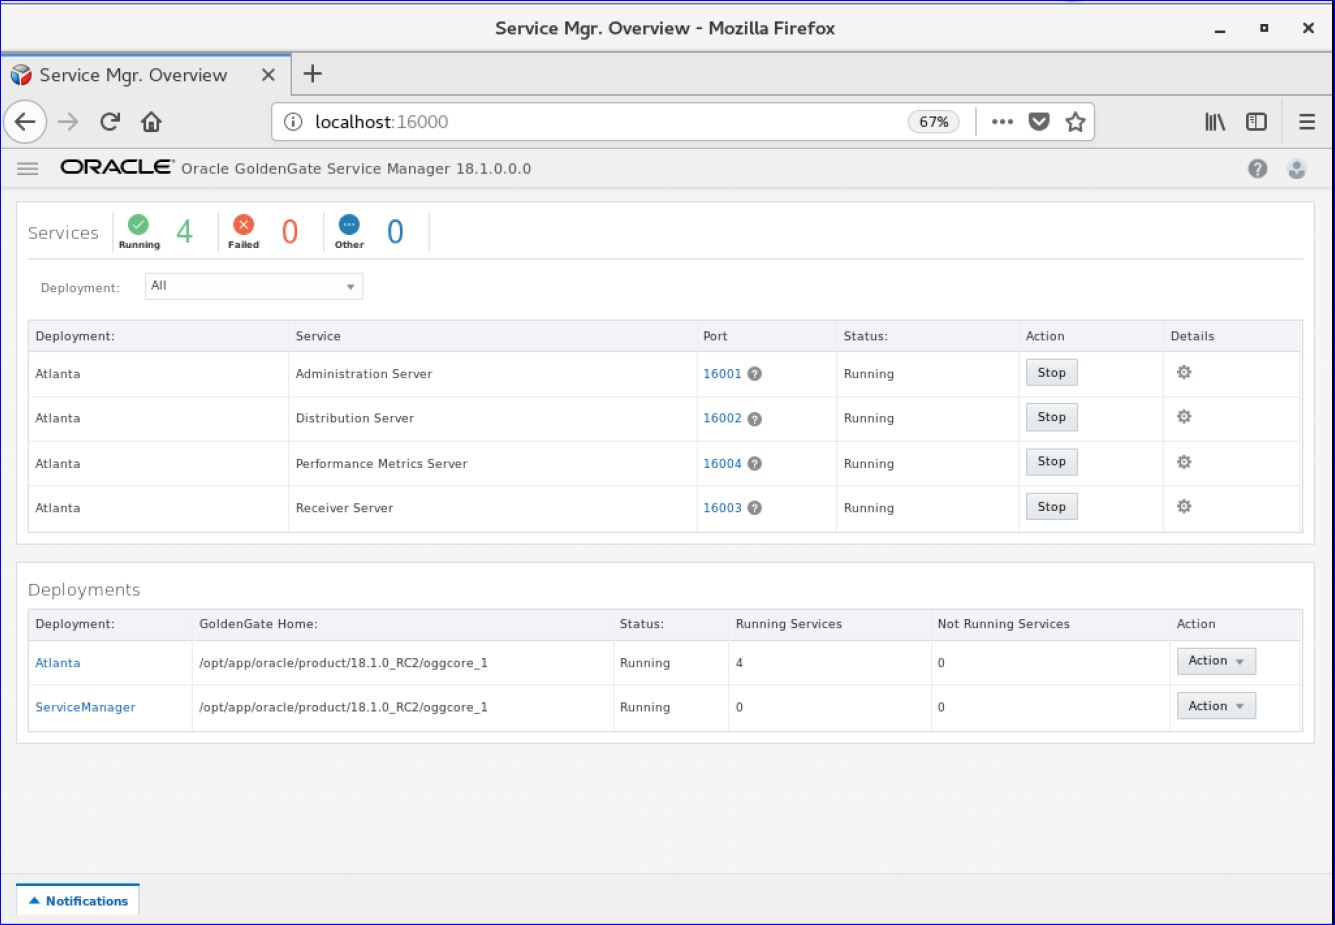 Service Mgr. Overview - Mozilla Firefox
Service Mgr. Overview
localhost:16000 67%
ORACLE Oracle GoldenGate Service Manager 18.1.0.0.0
Services Running 4 Failed 0 Other 0
Deployment: All
Deployment: Service Port Status: Action Details
Atlanta Administration Server 16001 Running Stop
Atlanta Distribution Server 16002 Running Stop
Atlanta Performance Metrics Server 16004 Running Stop
Atlanta Receiver Server 16003 Running Stop
Deployments
Deployment: GoldenGate Home: Status: Running Services Not Running Services Action
Atlanta /opt/app/oracle/product/18.1.0_RC2/oggcore_1 Running 4 0 Action
ServiceManager /opt/app/oracle/product/18.1.0_RC2/oggcore_1 Running 0 0 Action
Notifications